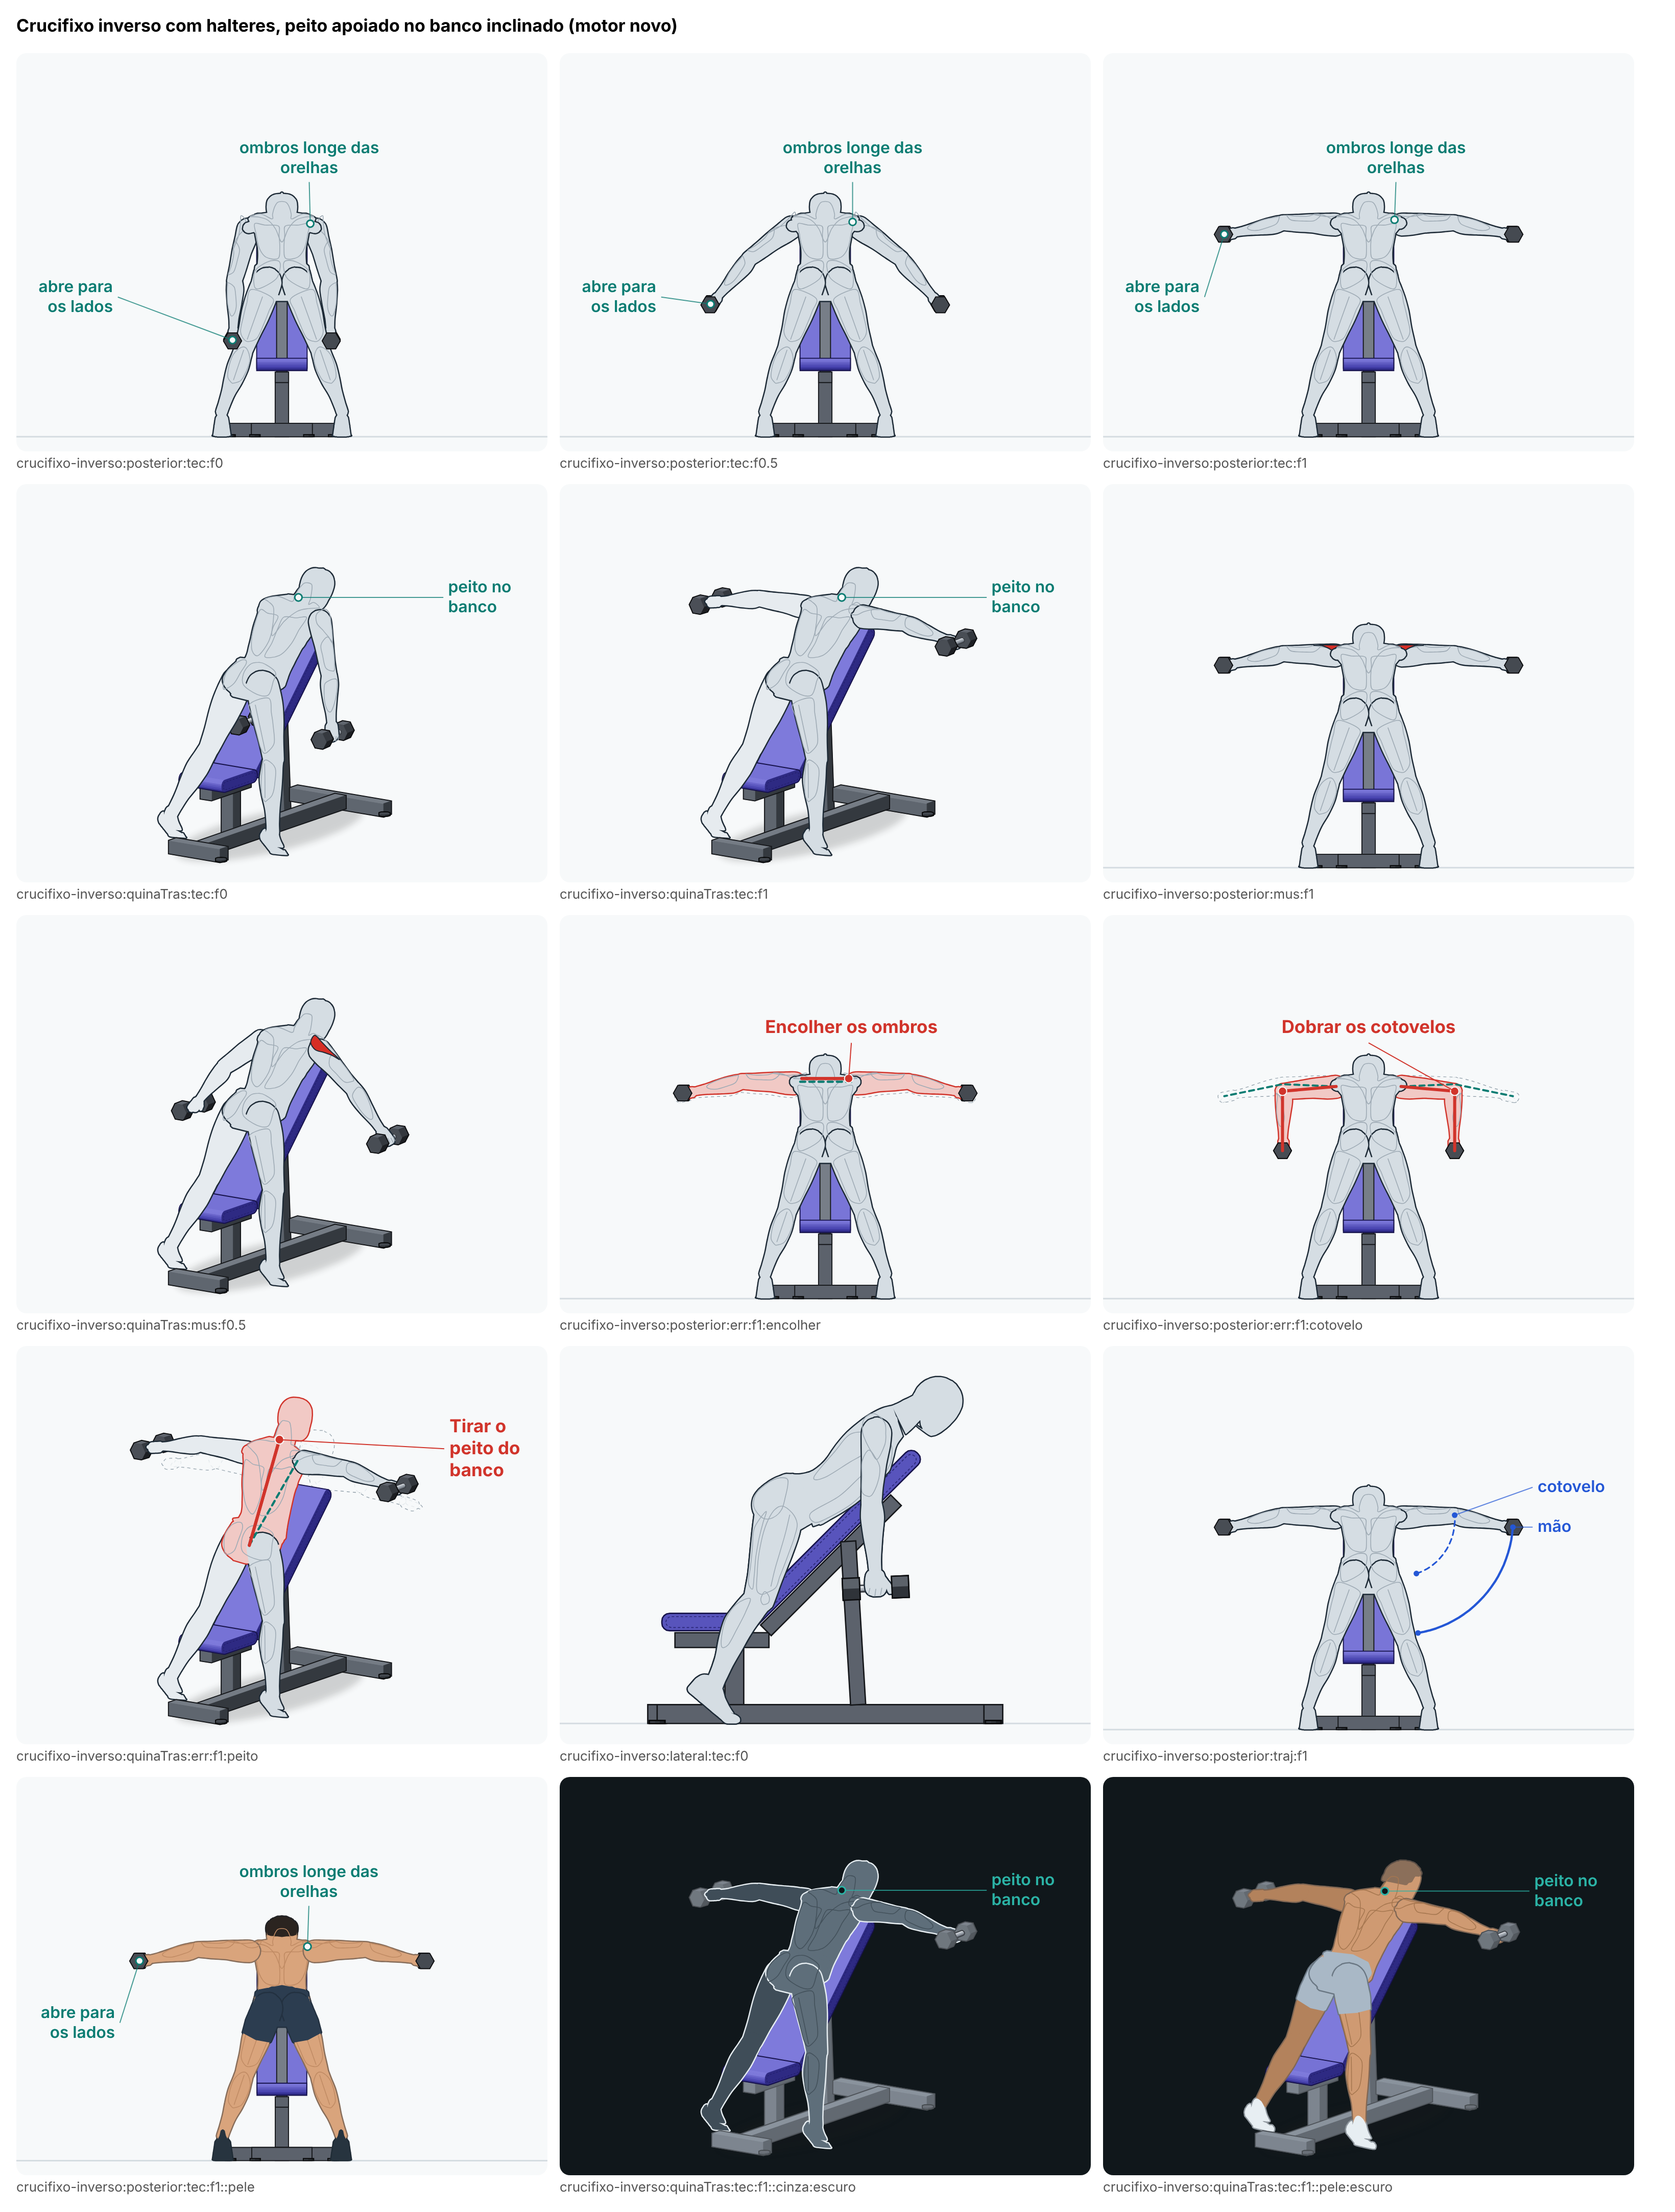 Crucifixo inverso com halteres, peito apoiado no banco inclinado (motor novo)
ombros longe das
orelhas
abre para
os lados
crucifixo-inverso:posterior:tec:f0
ombros longe das
orelhas
abre para
os lados
crucifixo-inverso:posterior:tec:f0.5
ombros longe das
orelhas
abre para
os lados
crucifixo-inverso:posterior:tec:f1
peito no
banco
crucifixo-inverso:quinaTras:tec:f0
peito no
banco
crucifixo-inverso:quinaTras:tec:f1
crucifixo-inverso:posterior:mus:f1
crucifixo-inverso:quinaTras:mus:f0.5
Encolher os ombros
crucifixo-inverso:posterior:err:f1:encolher
Dobrar os cotovelos
crucifixo-inverso:posterior:err:f1:cotovelo
Tirar o
peito do
banco
crucifixo-inverso:quinaTras:err:f1:peito
crucifixo-inverso:lateral:tec:f0
cotovelo
mão
crucifixo-inverso:posterior:traj:f1
ombros longe das
orelhas
abre para
os lados
crucifixo-inverso:posterior:tec:f1::pele
peito no
banco
crucifixo-inverso:quinaTras:tec:f1::cinza:escuro
peito no
banco
crucifixo-inverso:quinaTras:tec:f1::pele:escuro